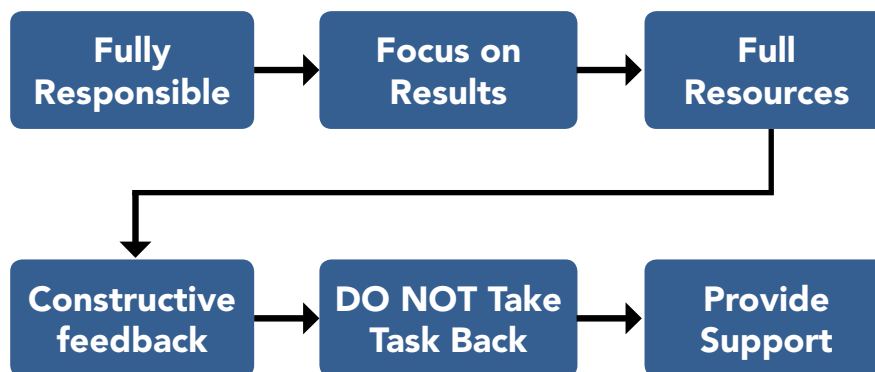 Fully
Responsible
Focus on
Results
Full
Resources
Constructive
feedback
DO NOT Take
Task Back
Provide
Support